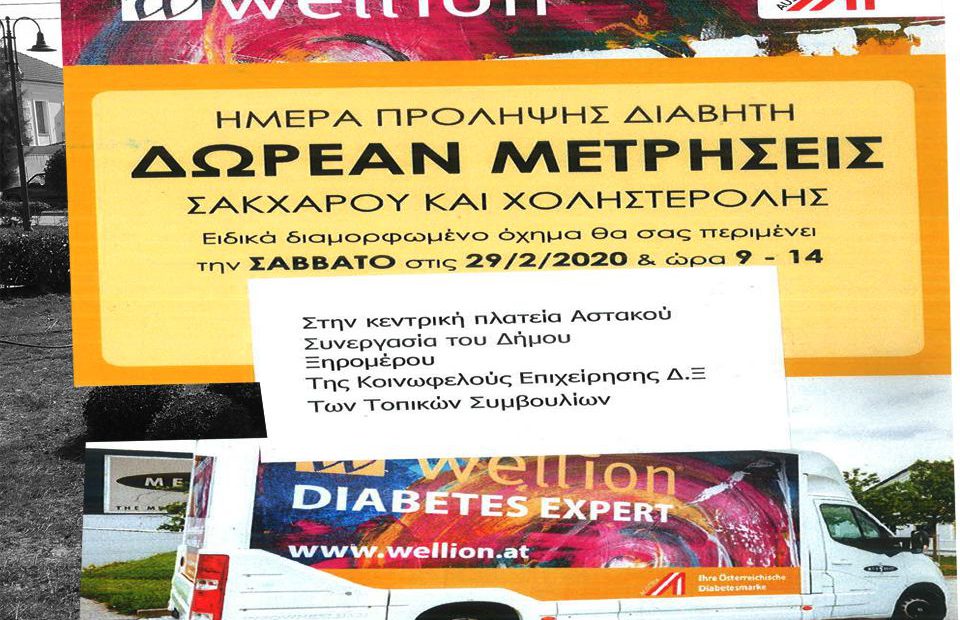 wellion
ΗΜΕΡΑ ΠΡΟΛΗΨΗΣ ΔΙΑΒΗΤΗ
ΔΩΡΕΑΝ ΜΕΤΡΗΣΕΙΣ
ΣΑΚΧΑΡΟΥ ΚΑΙ ΧΟΛΗΣΤΕΡΟΛΗΣ
Ειδικά διαμορφωμένο όχημα θα σας περιμένει
την ΣΑΒΒΑΤΟ στις 29/2/2020 & ώρα 9 - 14
Στην κεντρική πλατεία Αστακού
Συνεργασία του Δήμου
Ξηρομέρου
Της Κοινωφελούς Επιχείρησης Δ.Ξ
Των Τοπικών Συμβουλίων
wellion
DIABETES EXPERT
www.wellion.at
Ihre Österreichische
Diabetesmarke